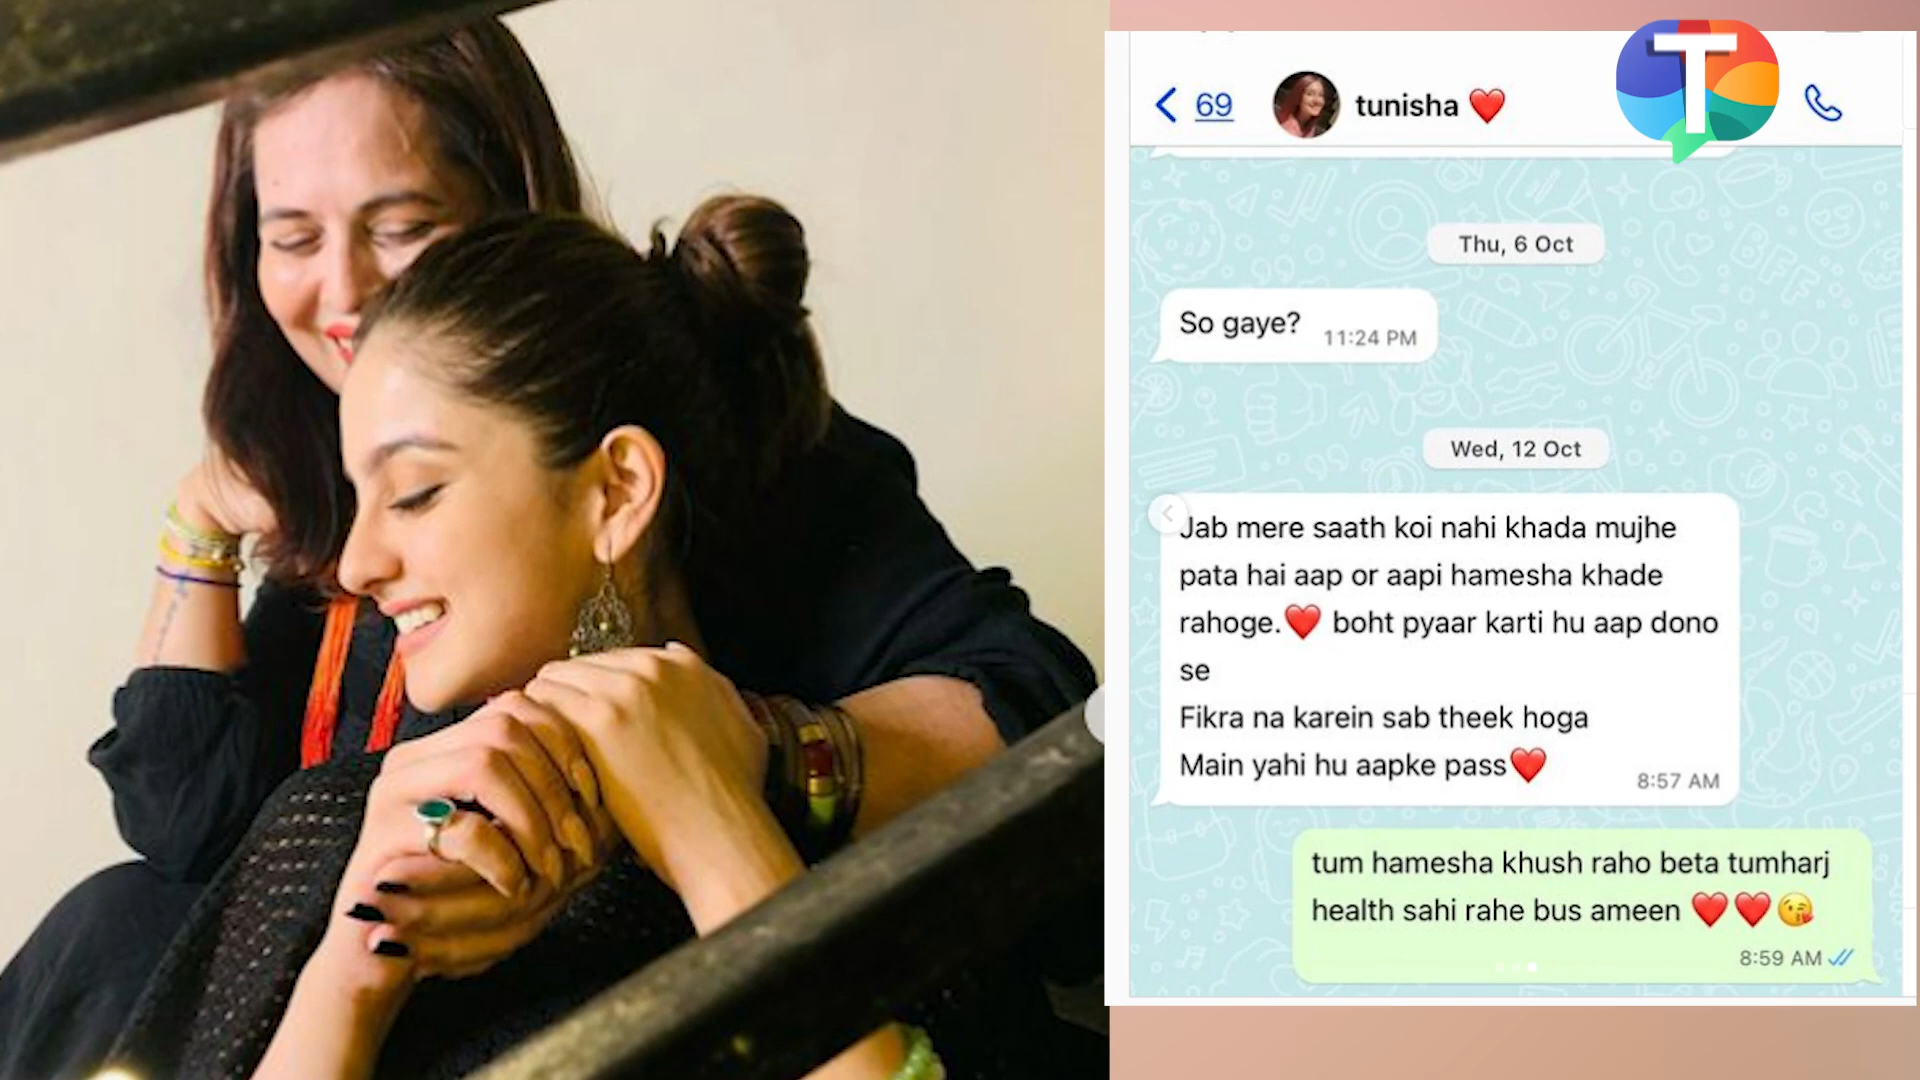 T
69
tunisha ❤️
Thu, 6 Oct
So gaye?
11:24 PM
Wed, 12 Oct
Jab mere saath koi nahi khada mujhe
pata hai aap or aapi hamesha khade
rahoge.❤️ boht pyaar karti hu aap dono
se
Fikra na karein sab theek hoga
Main yahi hu aapke pass❤️
8:57 AM
tum hamesha khush raho beta tumharj
health sahi rahe bus ameen ❤️❤️😘
8:59 AM